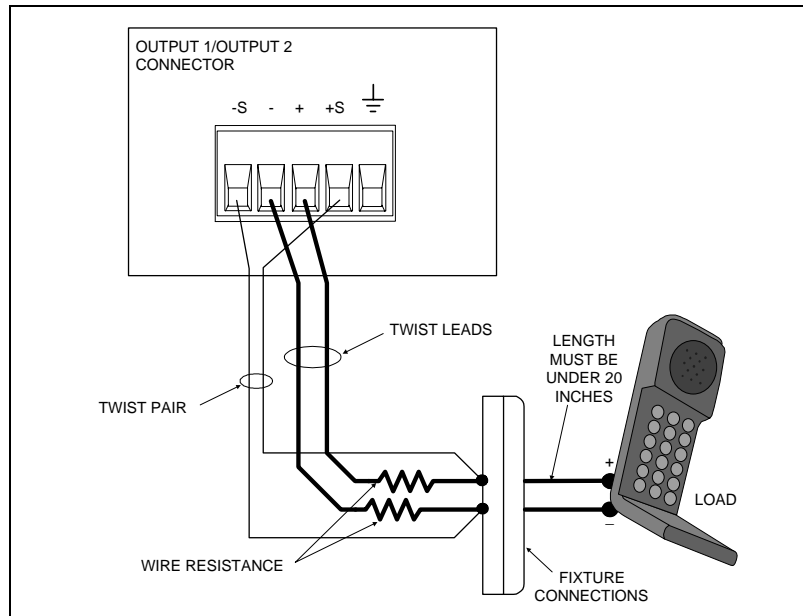 OUTPUT 1/OUTPUT 2
CONNECTOR
-S - + +S
TWIST LEADS
LENGTH
MUST BE
UNDER 20
INCHES
TWIST PAIR
+
LOAD
–
WIRE RESISTANCE
FIXTURE
CONNECTIONS